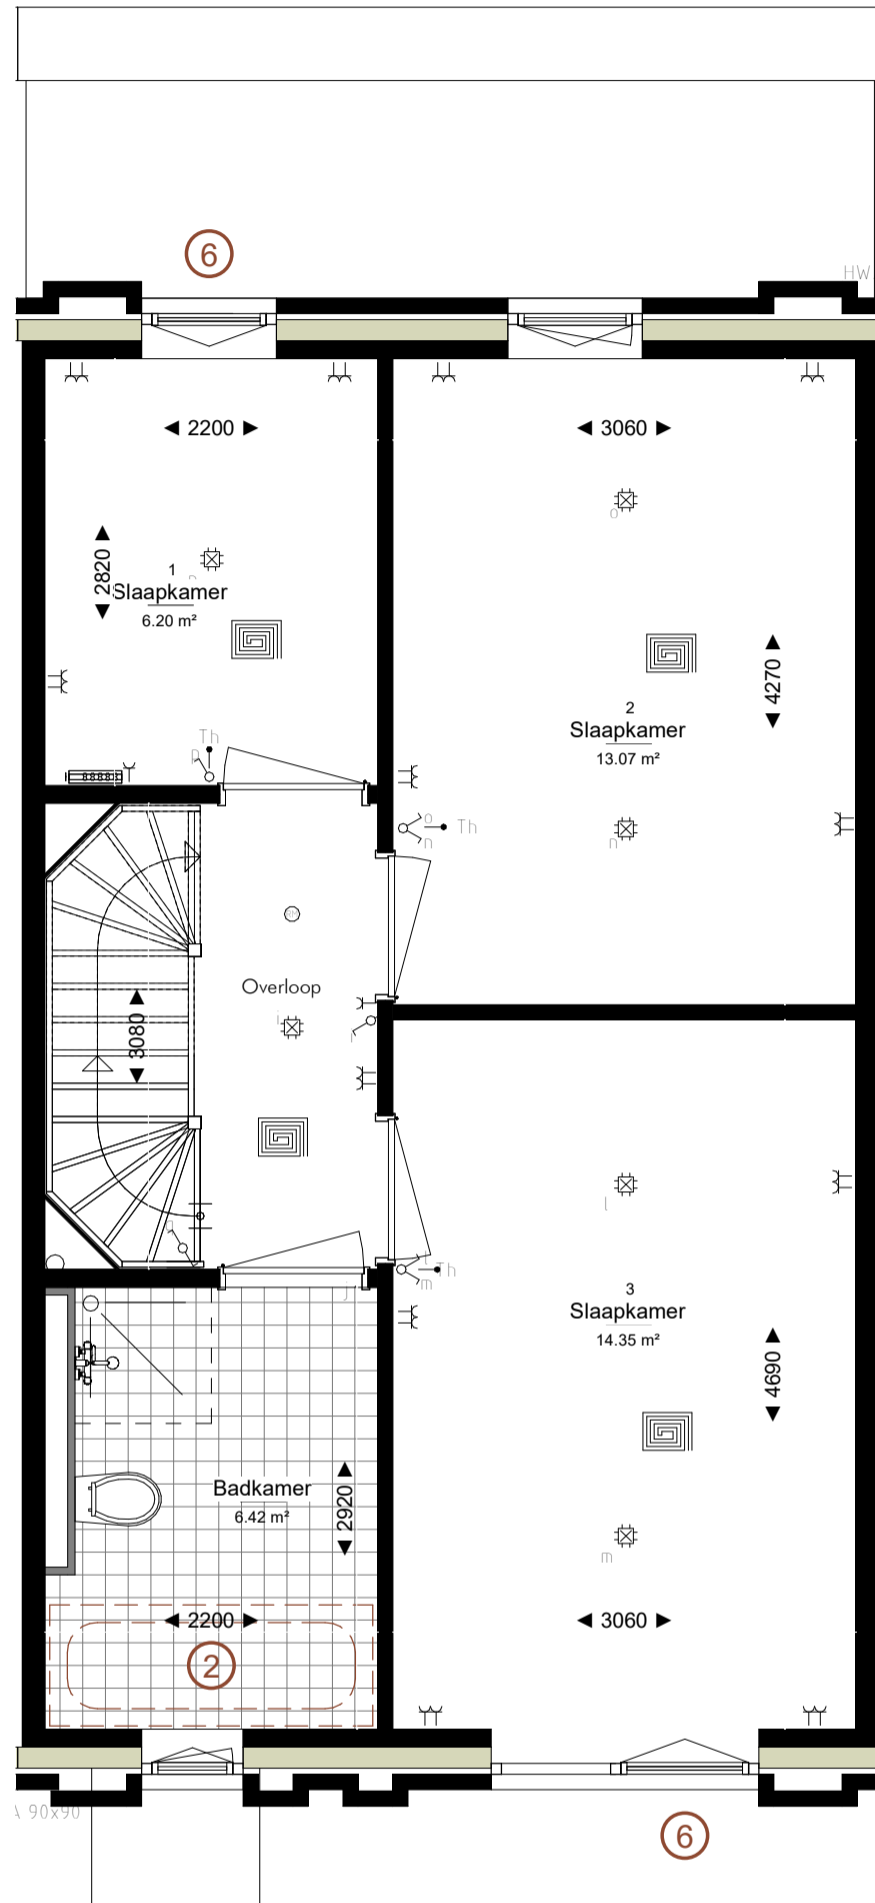 6
HW
2200
3060
o
2820
1
Slaapkamer
6.20 m²
4270
2
Slaapkamer
13.07 m²
Th
p
o
Th
n
n
Overloop
i
3080
l
l
m
Th
3
Slaapkamer
14.35 m²
4690
Badkamer
6.42 m²
2920
m
2200
3060
2
90x90
6